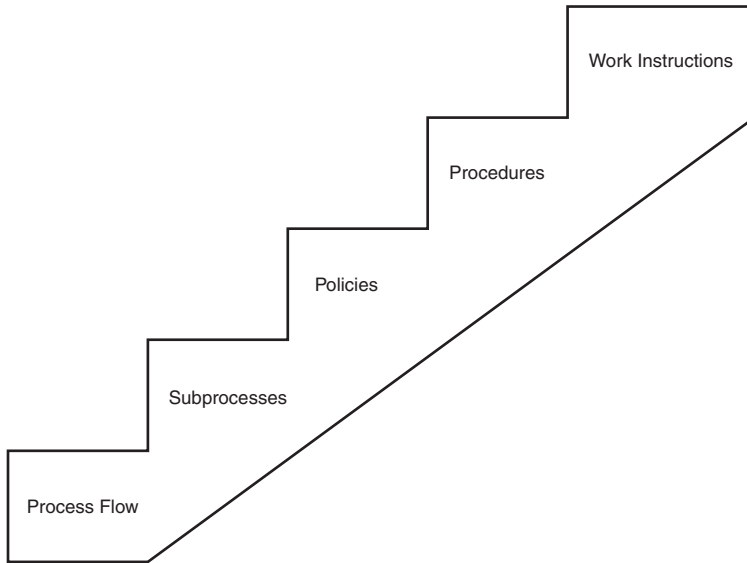 Work Instructions
Procedures
Policies
Subprocesses
Process Flow